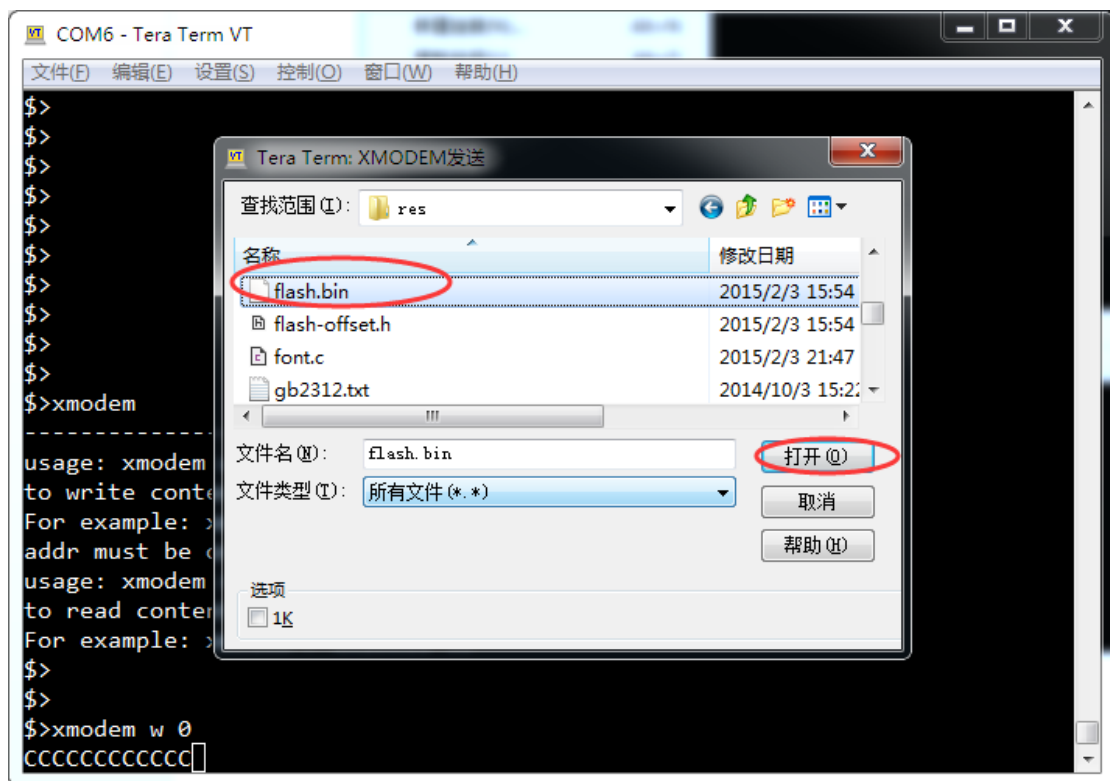 COM6 - Tera Term VT
文件(F) 编辑(E) 设置(S) 控制(O) 窗口(W) 帮助(H)
$>
$>
$>
$>
$>
$>
$>
$>
$>
$>
$>xmodem
--------------
usage: xmodem
to write
For example:
addr must be
usage: xmodem
to read
For example:
$>
$>
$>xmodem w 0
CCCCCCCCCCCC
Tera Term: XMODEM发送
查找范围(I): res
名称 修改日期
flash.bin 2015/2/3 15:54
flash-offset.h 2015/2/3 15:54
font.c 2015/2/3 21:47
gb2312.txt 2014/10/3 15:22
文件名(N): flash.bin 打开(O)
文件类型(T): 所有文件(*.*) 取消
帮助(H)
选项
1K